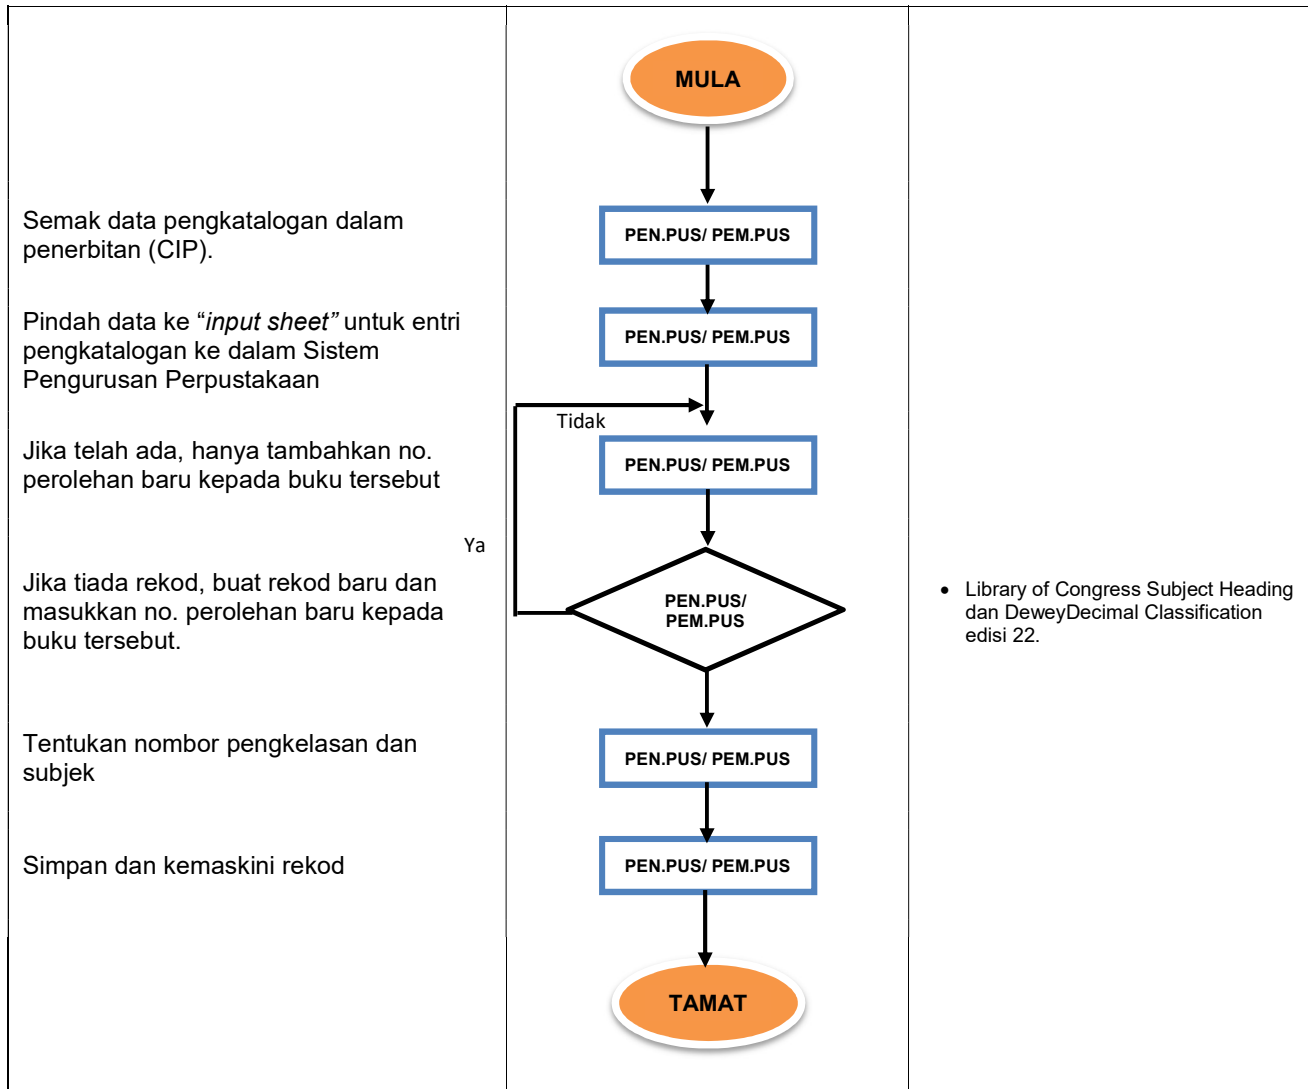 MULA
Semak data pengkatalogan dalam
penerbitan (CIP).
PEN.PUS/ PEM.PUS
Pindah data ke “input sheet” untuk entri
pengkatalogan ke dalam Sistem
Pengurusan Perpustakaan
PEN.PUS/ PEM.PUS
Tidak
Jika telah ada, hanya tambahkan no.
perolehan baru kepada buku tersebut
PEN.PUS/ PEM.PUS
Ya
Jika tiada rekod, buat rekod baru dan
masukkan no. perolehan baru kepada
buku tersebut.
PEN.PUS/
PEM.PUS
• Library of Congress Subject Heading
dan DeweyDecimal Classification
edisi 22.
Tentukan nombor pengkelasan dan
subjek
PEN.PUS/ PEM.PUS
Simpan dan kemaskini rekod
PEN.PUS/ PEM.PUS
TAMAT